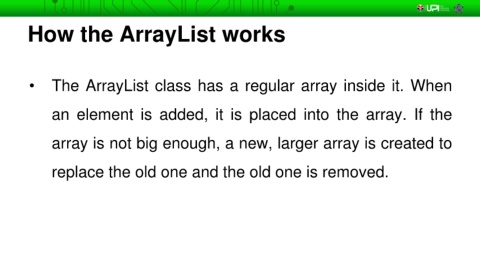 UPI
How the ArrayList works
• The ArrayList class has a regular array inside it. When
an element is added, it is placed into the array. If the
array is not big enough, a new, larger array is created to
replace the old one and the old one is removed.